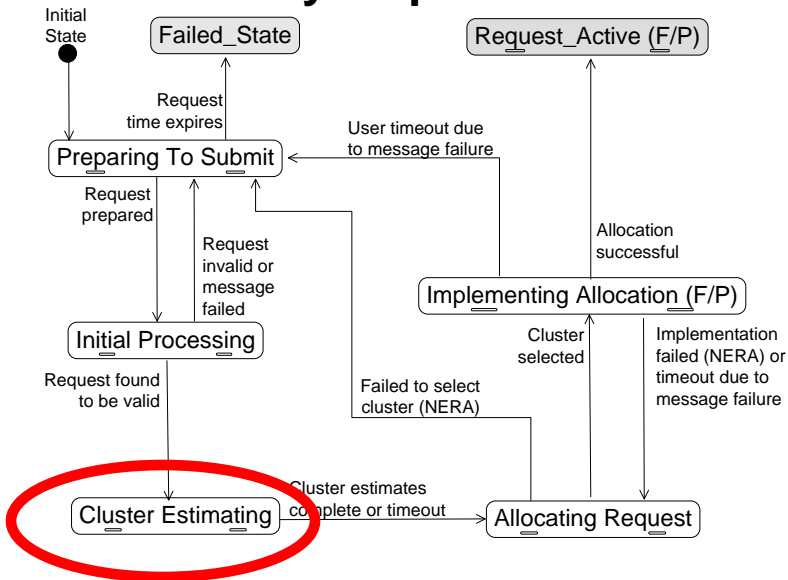 Initial
State
Failed_State
Request_Active (F/P)
Request
time expires
User timeout due
to message failure
Preparing To Submit
Request
prepared
Request
invalid or
message
failed
Allocation
successful
Implementing Allocation (F/P)
Initial Processing
Cluster
selected
Implementation
failed (NERA) or
timeout due to
message failure
Request found
to be valid
Failed to select
cluster (NERA)
Cluster estimates
complete or timeout
Cluster Estimating
Allocating Request